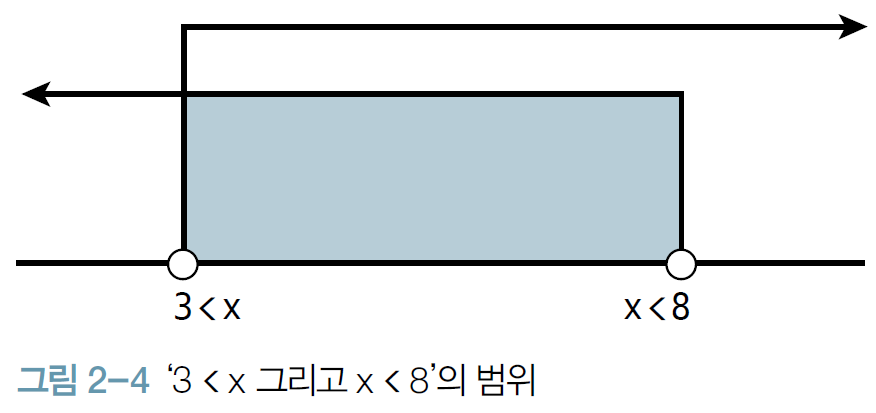 3 < x x < 8
그림 2-4 ‘3 < x 그리고 x < 8’의 범위